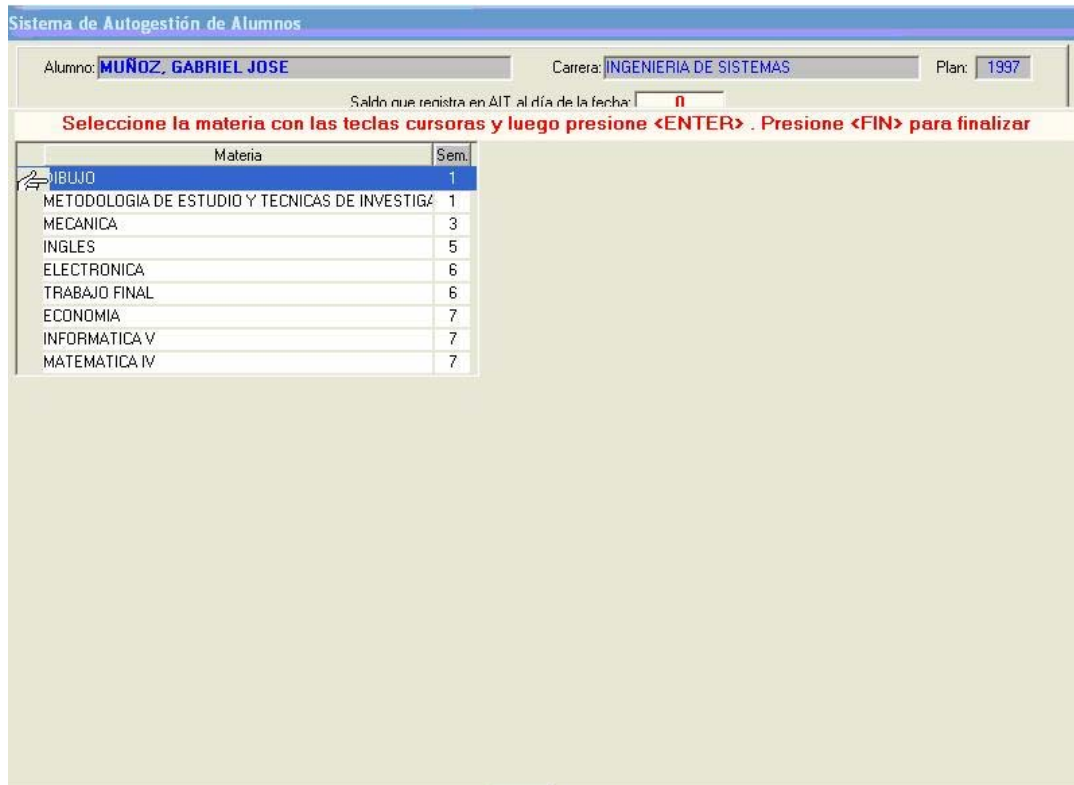 Sistema de Autogestión de Alumnos
Alumno: MUÑOZ, GABRIEL JOSE Carrera: INGENIERIA DE SISTEMAS Plan: 1997
Saldo que registra en AIT al día de la fecha: 0
Seleccione la materia con las teclas cursoras y luego presione <ENTER> . Presione <FIN> para finalizar
Materia Sem.
DIBUJO 1
METODOLOGIA DE ESTUDIO Y TECNICAS DE INVESTIGA 1
MECANICA 3
INGLES 5
ELECTRONICA 6
TRABAJO FINAL 6
ECONOMIA 7
INFORMATICA V 7
MATEMATICA IV 7